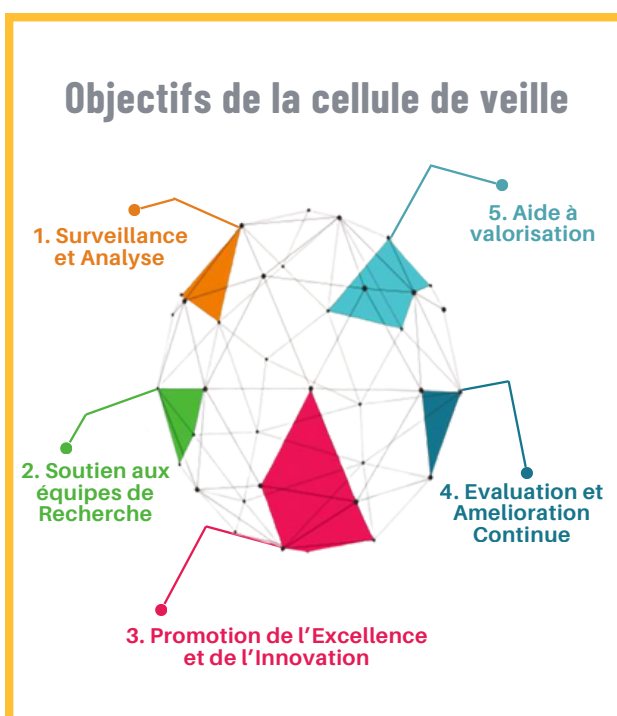 Objectifs de la cellule de veille
1. Surveillance
et Analyse
2. Soutien aux
équipes de
Recherche
3. Promotion de l'Excellence
et de l'Innovation
4. Evaluation et
Amelioration
Continue
5. Aide à
valorisation